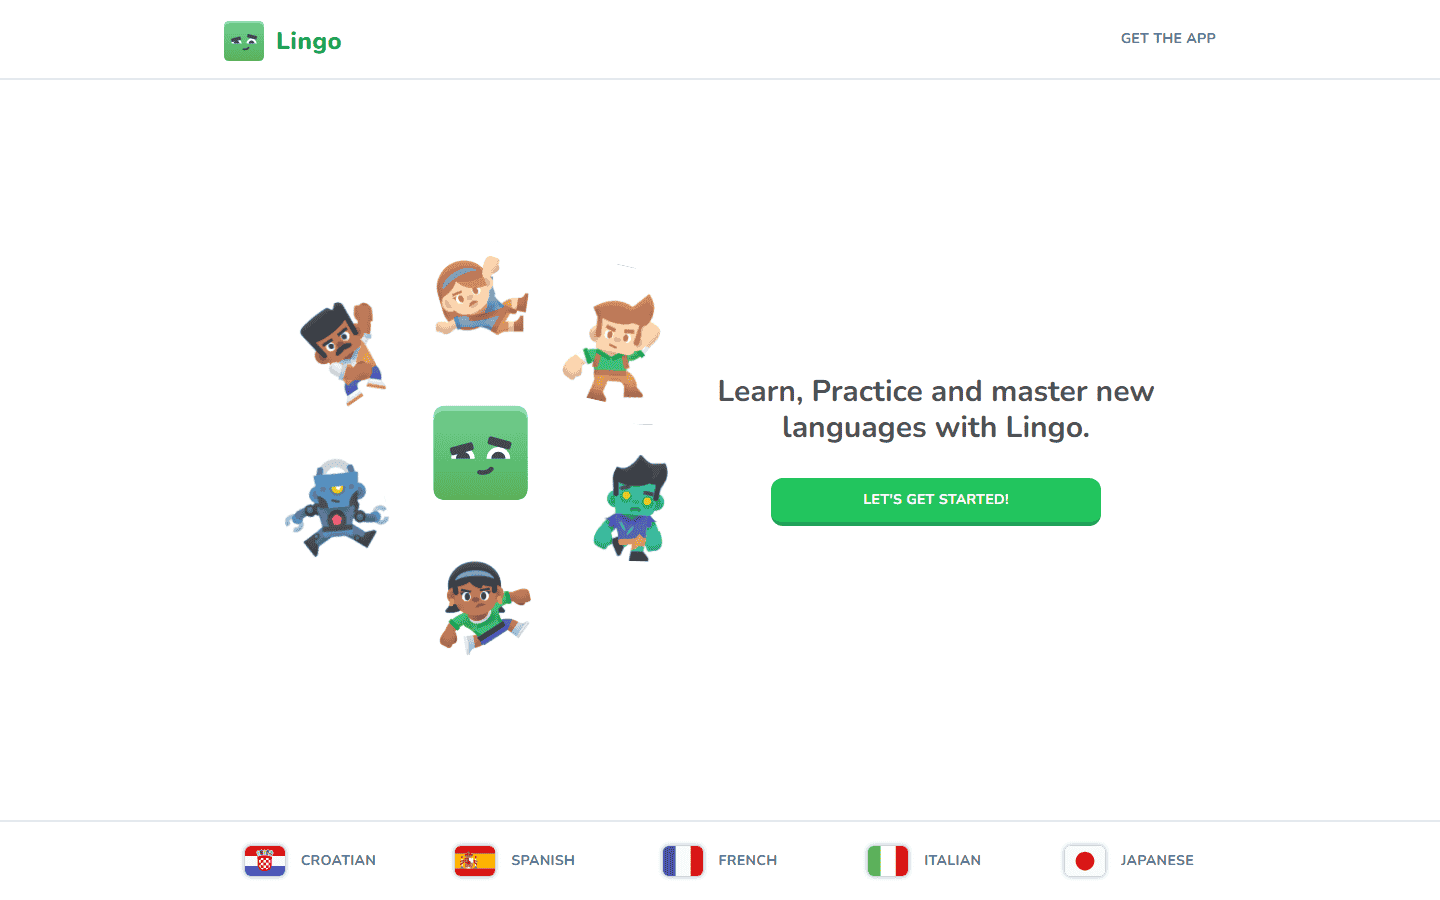 Lingo
GET THE APP
Learn, Practice and master new
languages with Lingo.
LET'S GET STARTED!
CROATIAN
SPANISH
FRENCH
ITALIAN
JAPANESE